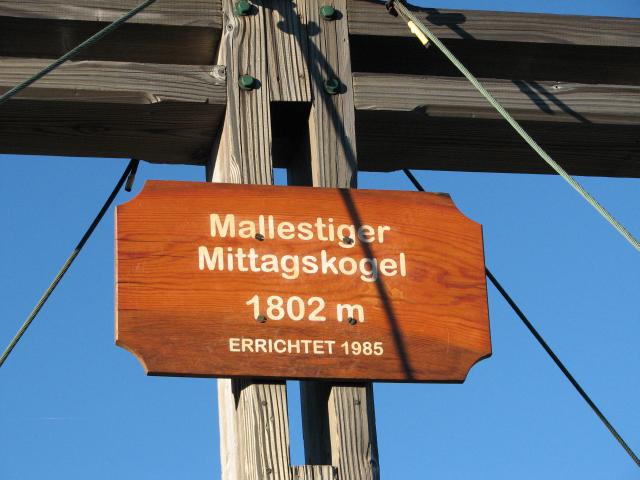 Mallestiger
Mittagskogel
1802 m
ERRICHTET 1985